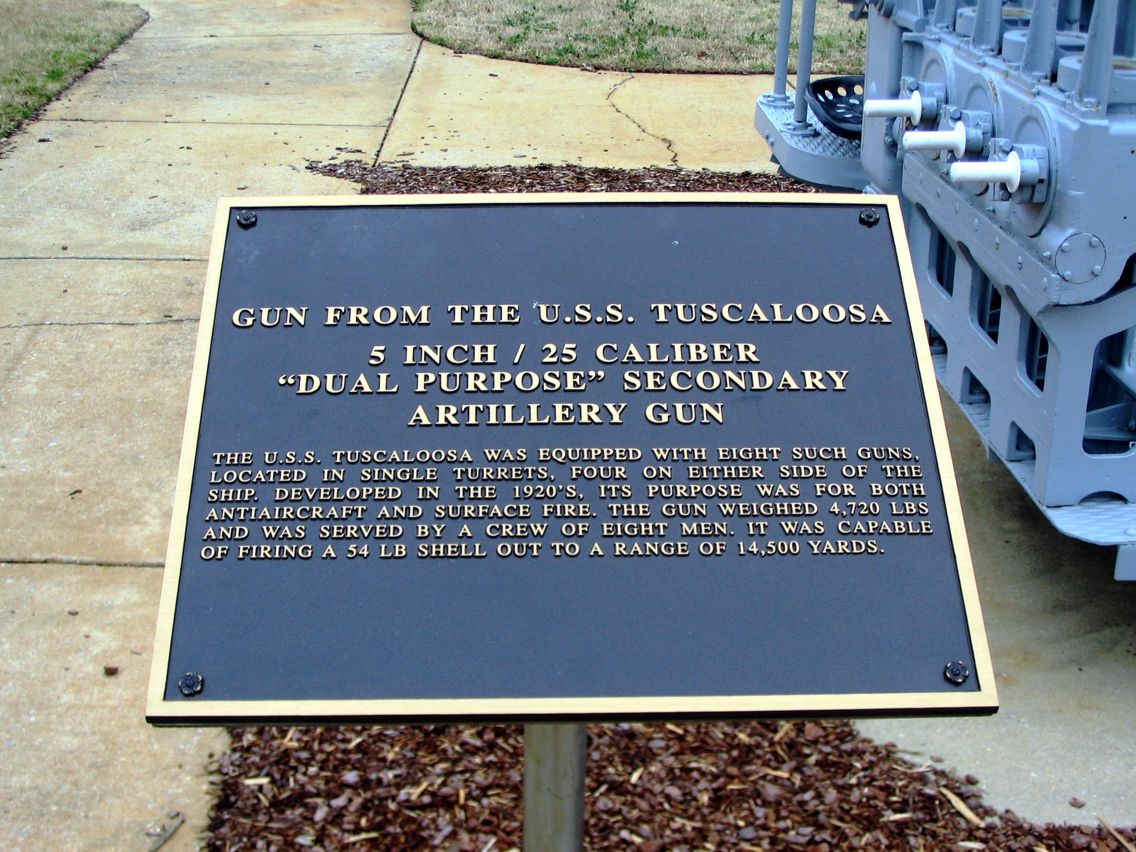 GUN FROM THE U.S.S. TUSCALOOSA
5 INCH / 25 CALIBER
“DUAL PURPOSE” SECONDARY
ARTILLERY GUN
THE U.S.S. TUSCALOOSA WAS EQUIPPED WITH EIGHT SUCH GUNS,
LOCATED IN SINGLE TURRETS, FOUR ON EITHER SIDE OF THE
SHIP. DEVELOPED IN THE 1920'S, ITS PURPOSE WAS FOR BOTH
ANTIAIRCRAFT AND SURFACE FIRE. THE GUN WEIGHED 4,720 LBS
AND WAS SERVED BY A CREW OF EIGHT MEN. IT WAS CAPABLE
OF FIRING A 54 LB SHELL OUT TO A RANGE OF 14,500 YARDS.